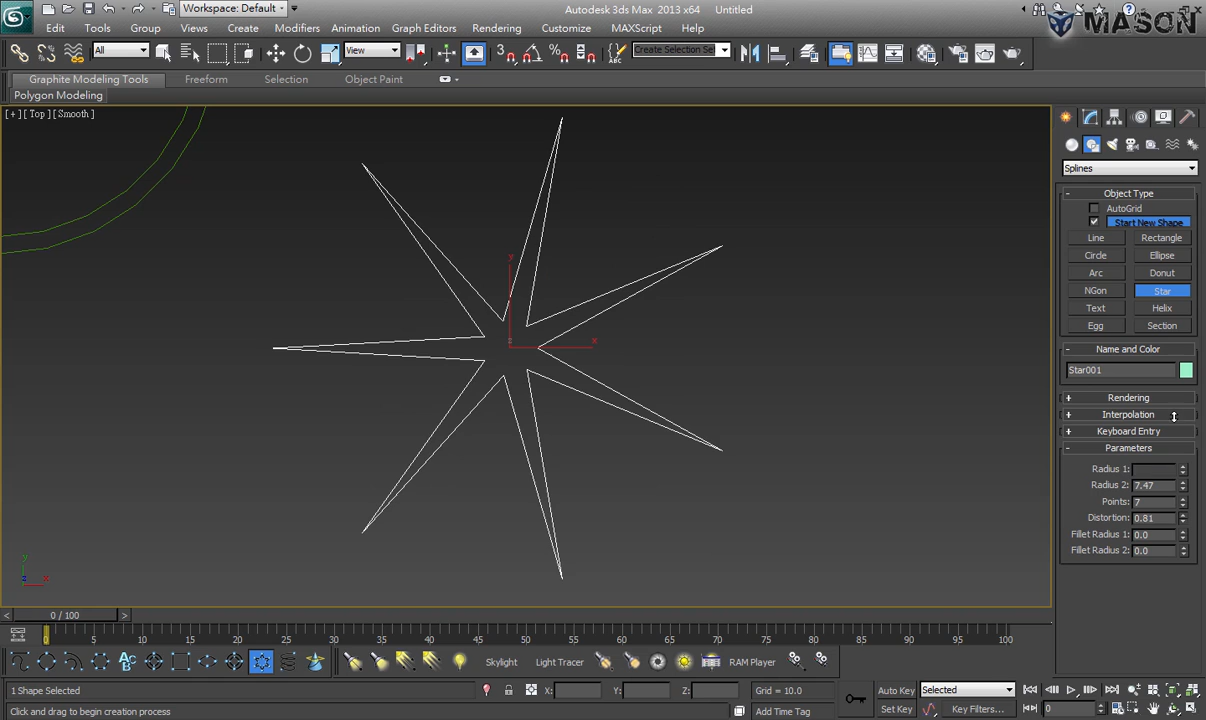 Workspace: Default
Autodesk 3ds Max 2013 x64 Untitled
MASON
Edit Tools Group Views Create Modifiers Animation Graph Editors Rendering Customize MAXScript Help
All View Create Selection Se
Graphite Modeling Tools Freeform Selection Object Paint
Polygon Modeling
[+] [Top] [Smooth]
y
x
y
x
z
Splines
- Object Type
AutoGrid
Start New Shape
Line Rectangle
Circle Ellipse
Arc Donut
NGon Star
Text Helix
Egg Section
- Name and Color
Star001
+ Rendering
+ Interpolation
+ Keyboard Entry
- Parameters
Radius 1:
Radius 2: 7.47
Points: 7
Distortion: 0.81
Fillet Radius 1: 0.0
Fillet Radius 2: 0.0
< 0 / 100 >
0 5 10 15 20 25 30 35 40 45 50 55 60 65 70 75 80 85 90 95 100
Skylight Light Tracer RAM Player
1 Shape Selected X: Y: Z: Grid = 10.0 Auto Key Selected
Click and drag to begin creation process Add Time Tag Set Key Key Filters... 0